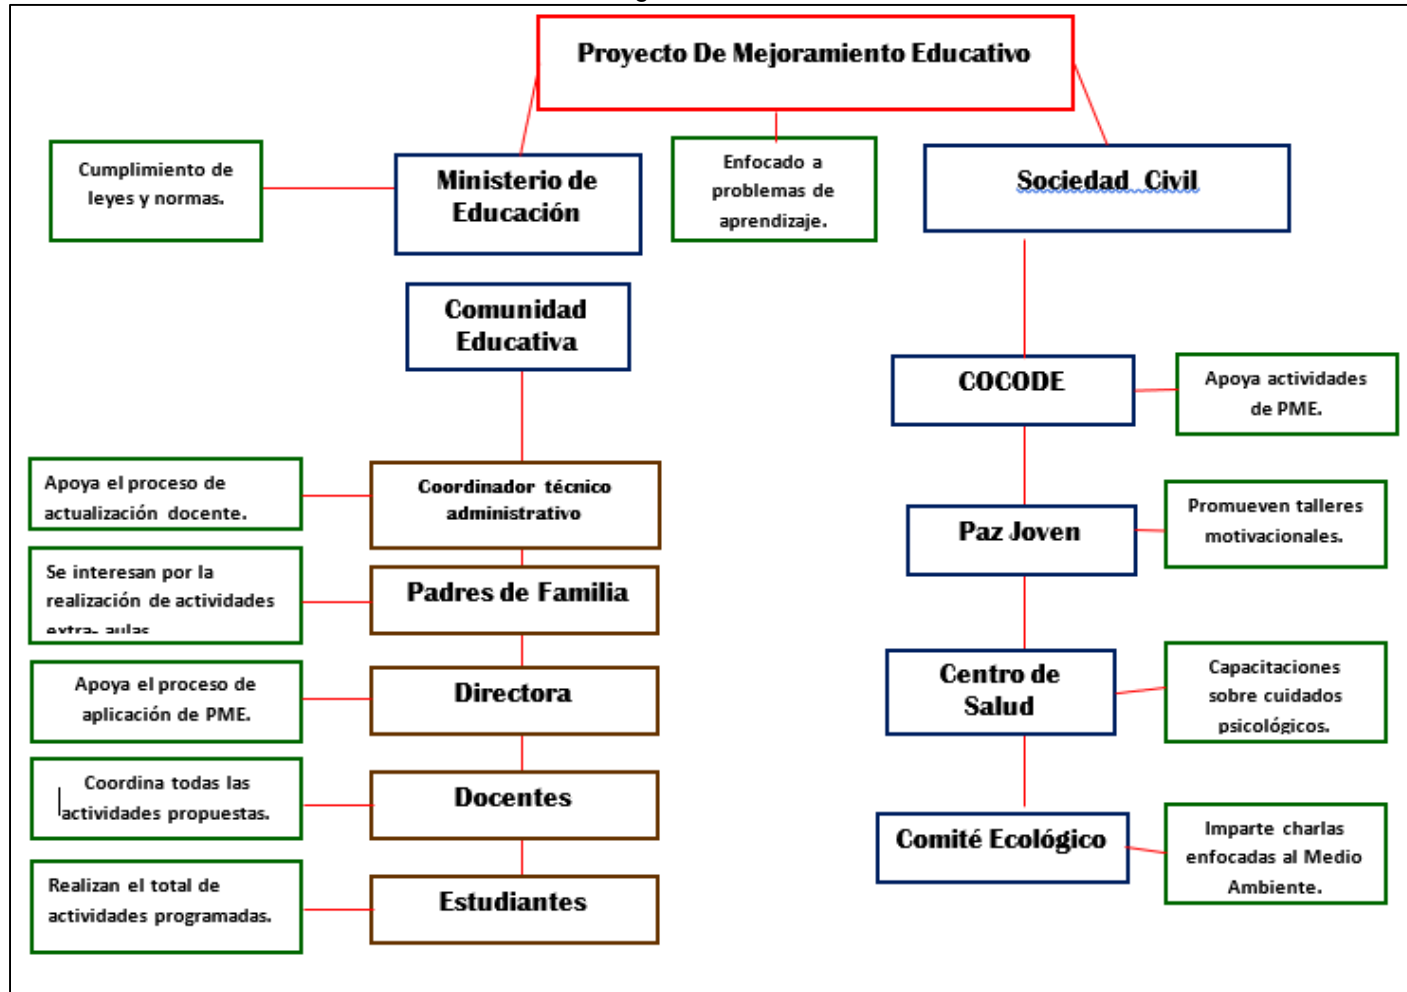 Proyecto De Mejoramiento Educativo
Cumplimiento de
leyes y normas.
Ministerio de
Educación
Enfocado a
problemas de
aprendizaje.
Sociedad Civil
Comunidad
Educativa
COCODE
Apoya actividades
de PME.
Apoya el proceso de
actualización docente.
Coordinador técnico
administrativo
Paz Joven
Promueven talleres
motivacionales.
Se interesan por la
realización de actividades
extra- aulas
Padres de Familia
Apoya el proceso de
aplicación de PME.
Directora
Centro de
Salud
Capacitaciones
sobre cuidados
psicológicos.
Coordina todas las
actividades propuestas.
Docentes
Comité Ecológico
Imparte charlas
enfocadas al Medio
Ambiente.
Realizan el total de
actividades programadas.
Estudiantes